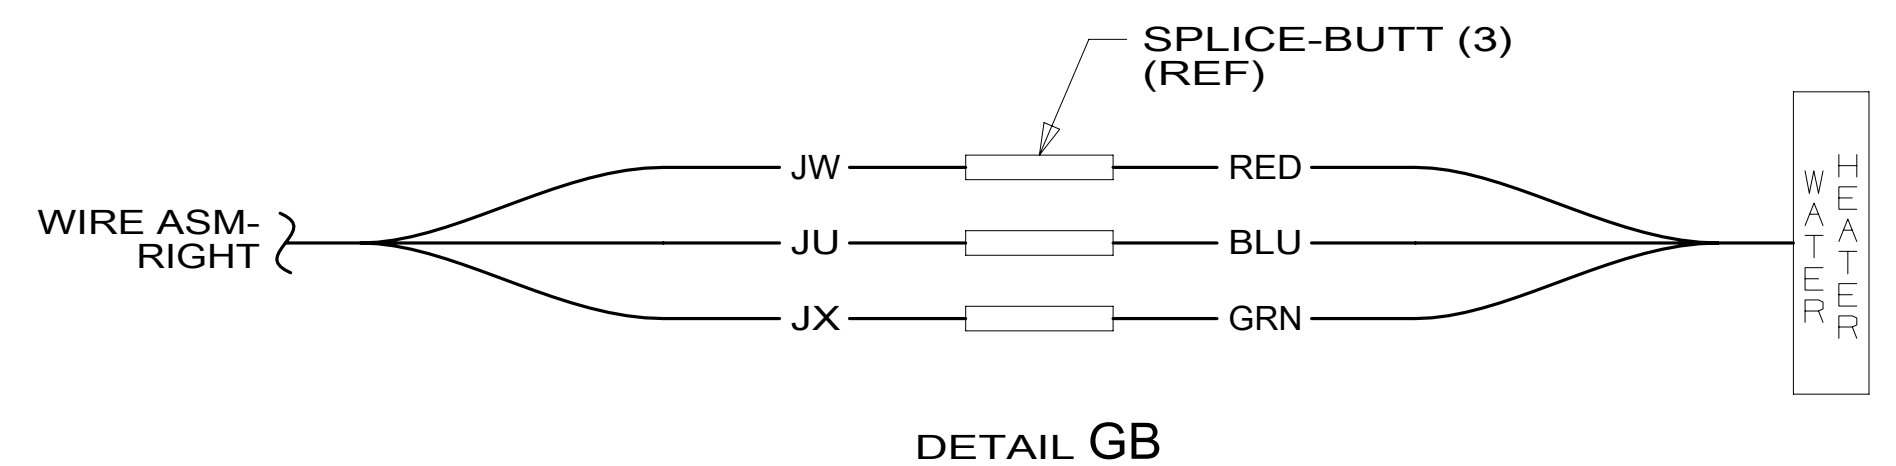 SPLICE-BUTT (3)
(REF)
WIRE ASM-
RIGHT
JW
RED
JU
BLU
JX
GRN
WATER
HEATER
DETAIL GB